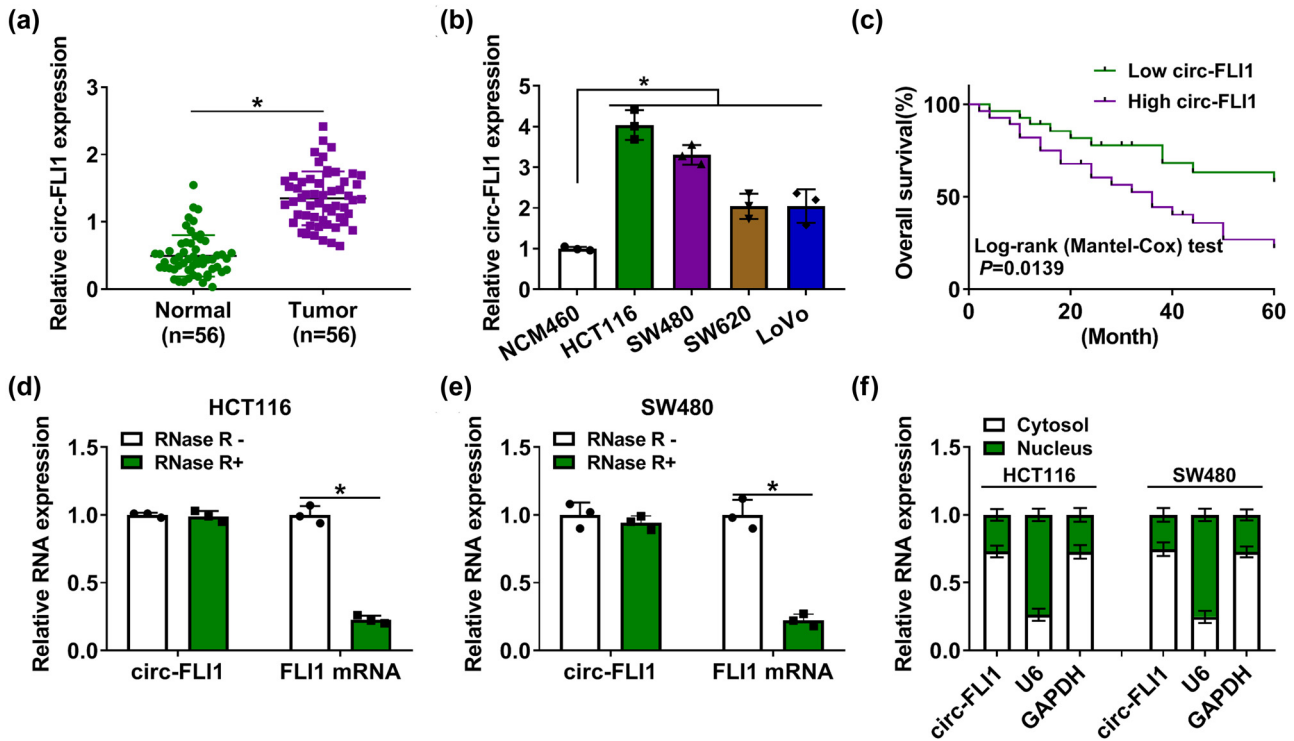 (a)
Relative circ-FLI1 expression
3
2
1
0
*
Normal
(n=56)
Tumor
(n=56)
(b)
Relative circ-FLI1 expression
5
4
3
2
1
0
*
NCM460
HCT116
SW480
SW620
LoVo
(c)
Overall survival(%)
100
50
0
Low circ-FLI1
High circ-FLI1
Log-rank (Mantel-Cox) test
P=0.0139
0
20
40
60
(Month)
(d)
HCT116
Relative RNA expression
1.5
1.0
0.5
0.0
RNase R -
RNase R+
*
circ-FLI1
FLI1 mRNA
(e)
SW480
Relative RNA expression
1.5
1.0
0.5
0.0
RNase R -
RNase R+
*
circ-FLI1
FLI1 mRNA
(f)
Cytosol
Nucleus
Relative RNA expression
1.5
1.0
0.5
0.0
HCT116
SW480
circ-FLI1
U6
GAPDH
circ-FLI1
U6
GAPDH